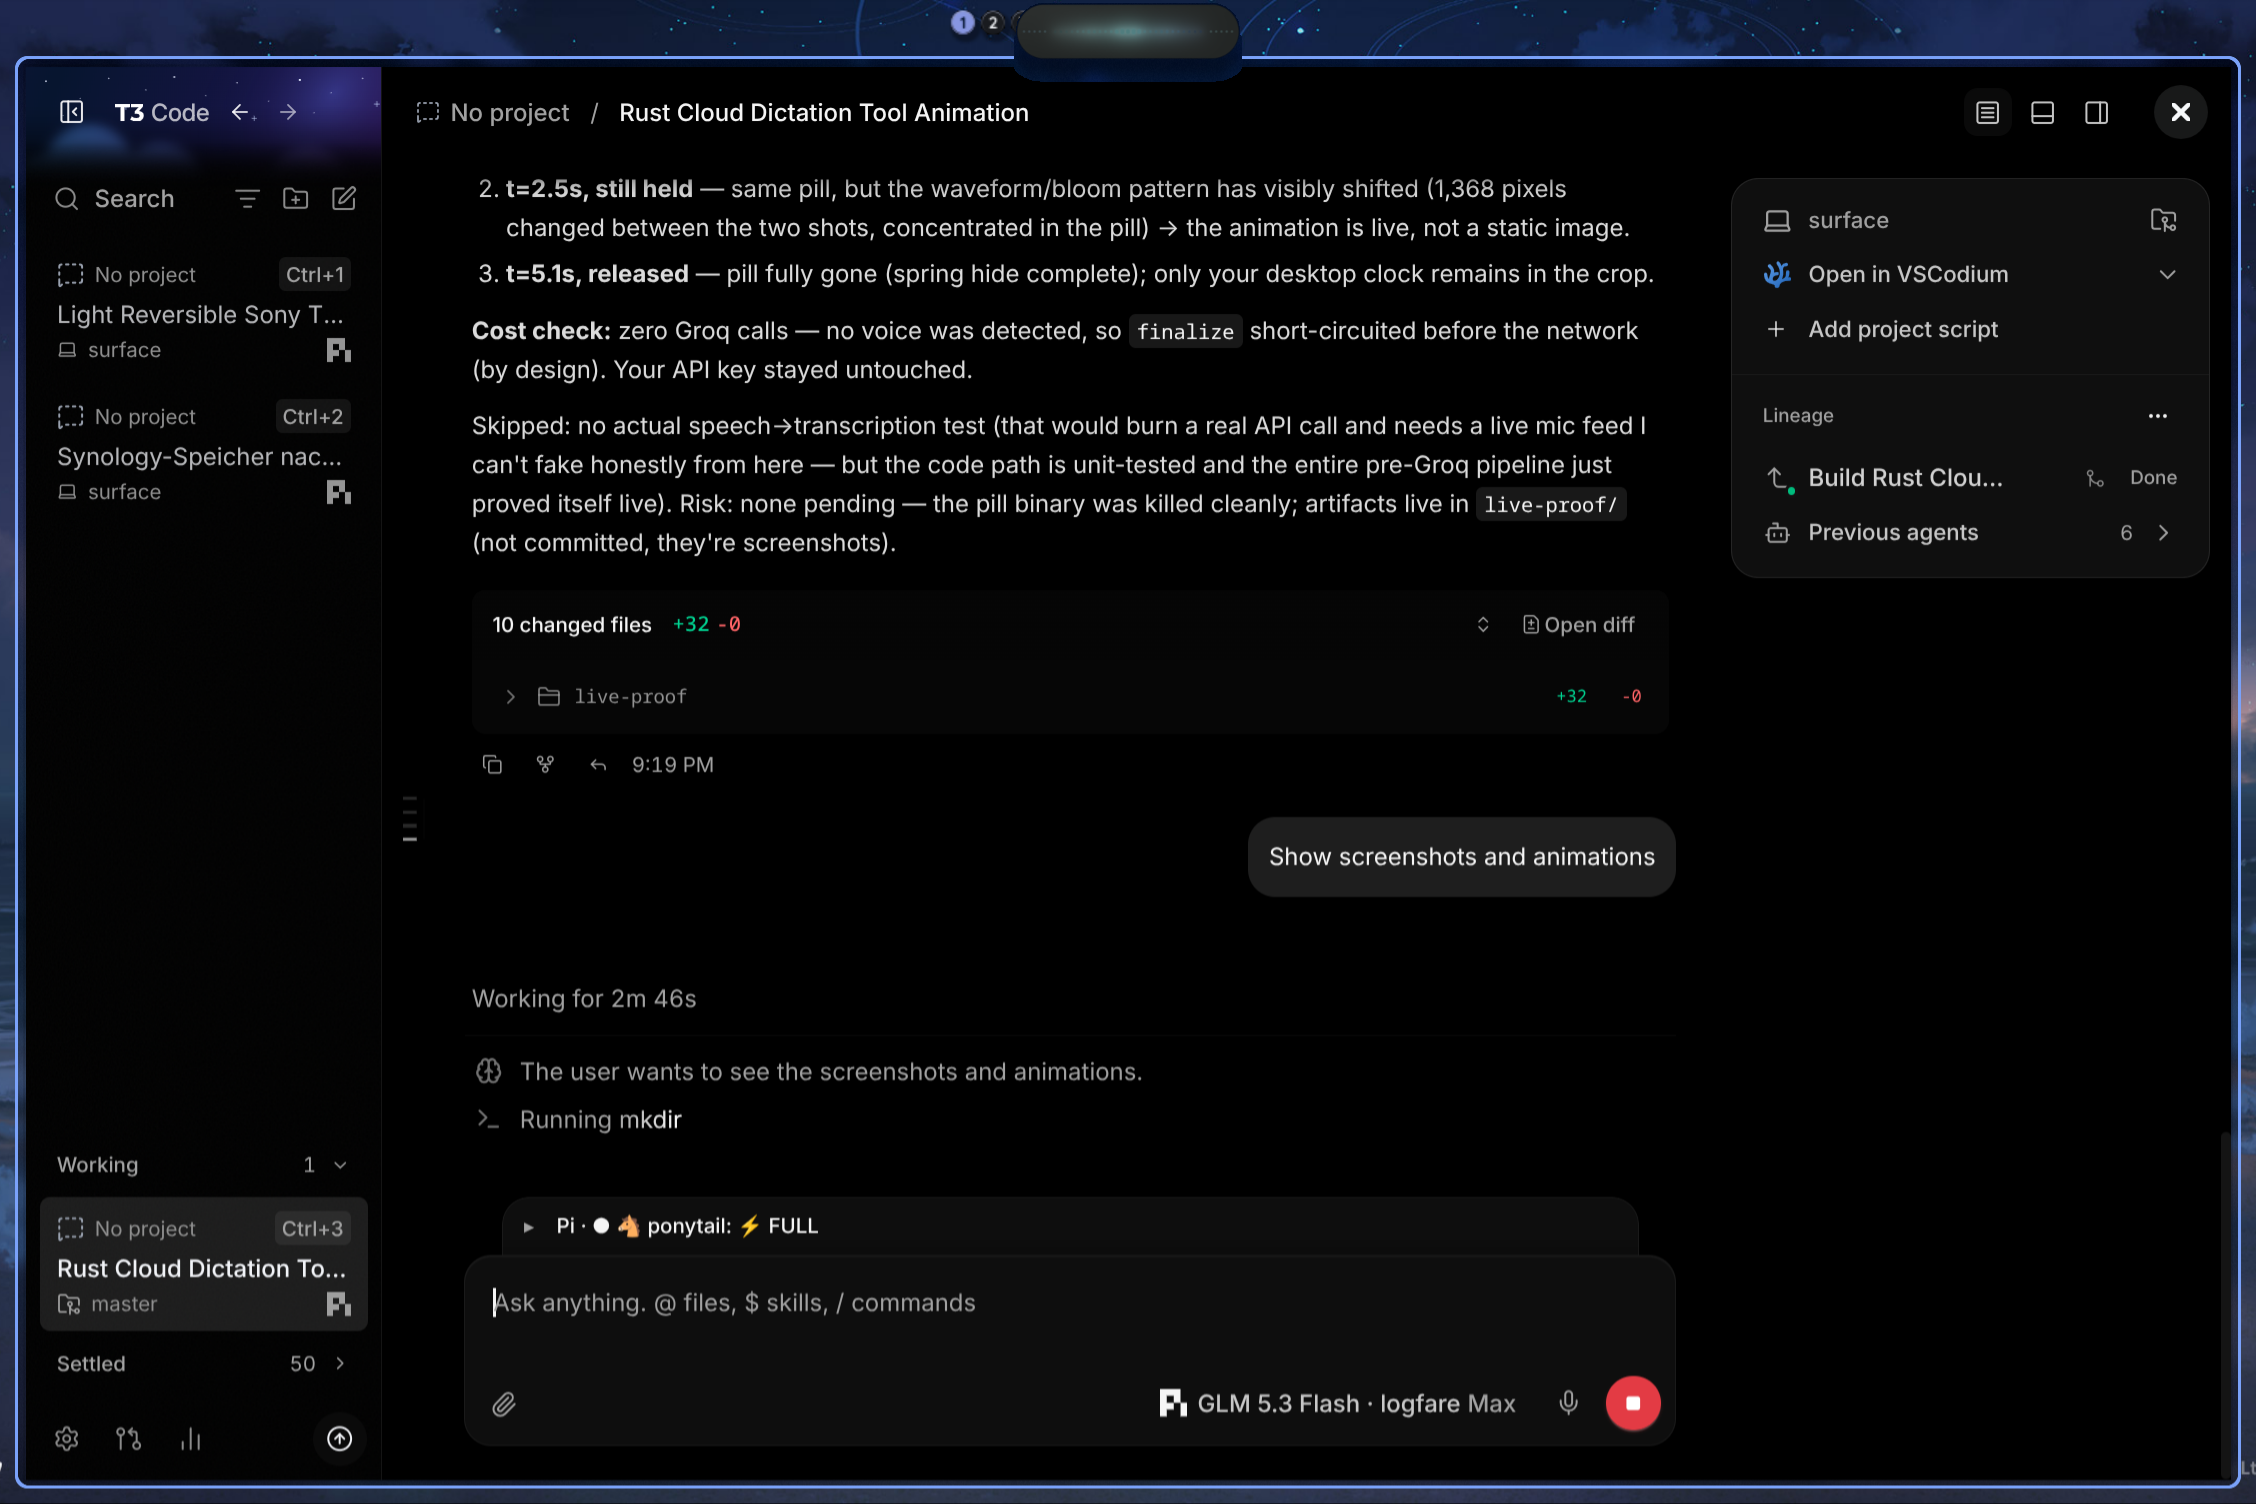 1 2
T3 Code
No project / Rust Cloud Dictation Tool Animation
Search
No project Ctrl+1
Light Reversible Sony T...
surface
No project Ctrl+2
Synology-Speicher nac...
surface
Working 1
No project Ctrl+3
Rust Cloud Dictation To...
master
Settled 50
2. t=2.5s, still held — same pill, but the waveform/bloom pattern has visibly shifted (1,368 pixels
changed between the two shots, concentrated in the pill) → the animation is live, not a static image.
3. t=5.1s, released — pill fully gone (spring hide complete); only your desktop clock remains in the crop.
Cost check: zero Groq calls — no voice was detected, so finalize short-circuited before the network
(by design). Your API key stayed untouched.
Skipped: no actual speech→transcription test (that would burn a real API call and needs a live mic feed I
can't fake honestly from here — but the code path is unit-tested and the entire pre-Groq pipeline just
proved itself live). Risk: none pending — the pill binary was killed cleanly; artifacts live in live-proof/
(not committed, they're screenshots).
10 changed files +32 -0 Open diff
live-proof +32 -0
9:19 PM
Show screenshots and animations
Working for 2m 46s
The user wants to see the screenshots and animations.
Running mkdir
Pi · ● 🐴 ponytail: ⚡ FULL
Ask anything. @ files, $ skills, / commands
GLM 5.3 Flash · logfare Max
surface
Open in VSCodium
Add project script
Lineage
Build Rust Clou... Done
Previous agents 6